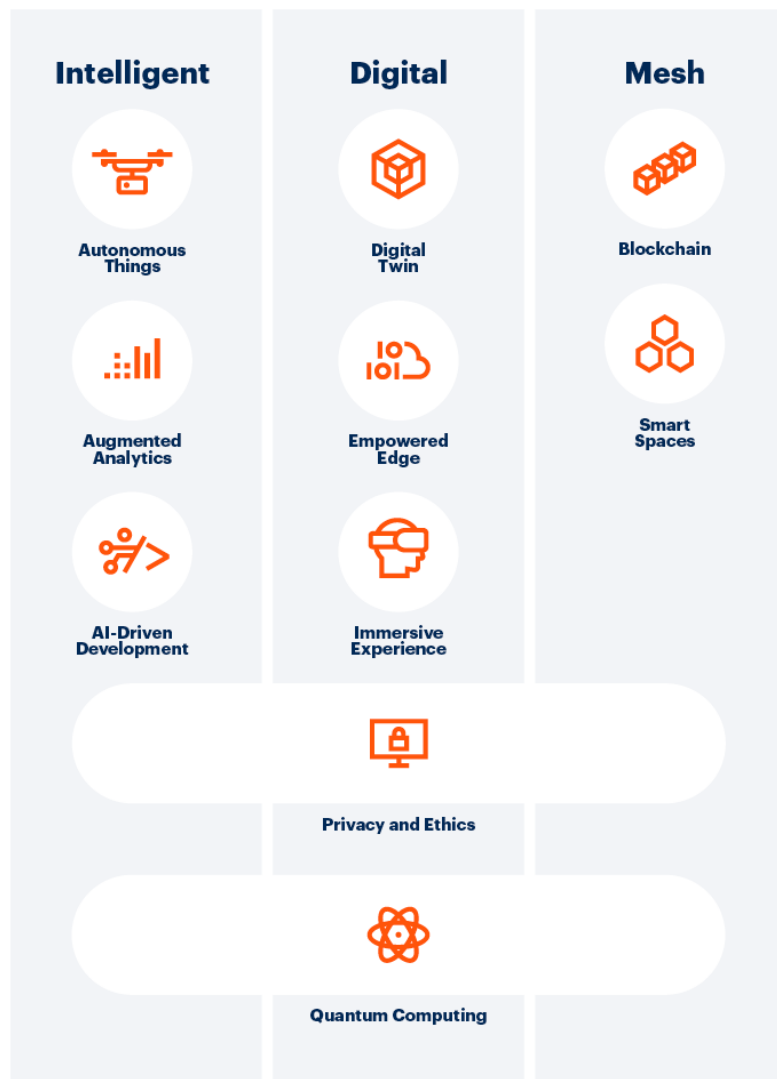 Intelligent
Autonomous
Things
Augmented
Analytics
AI-Driven
Development
Digital
Digital
Twin
Empowered
Edge
Immersive
Experience
Mesh
Blockchain
Smart
Spaces
Privacy and Ethics
Quantum Computing